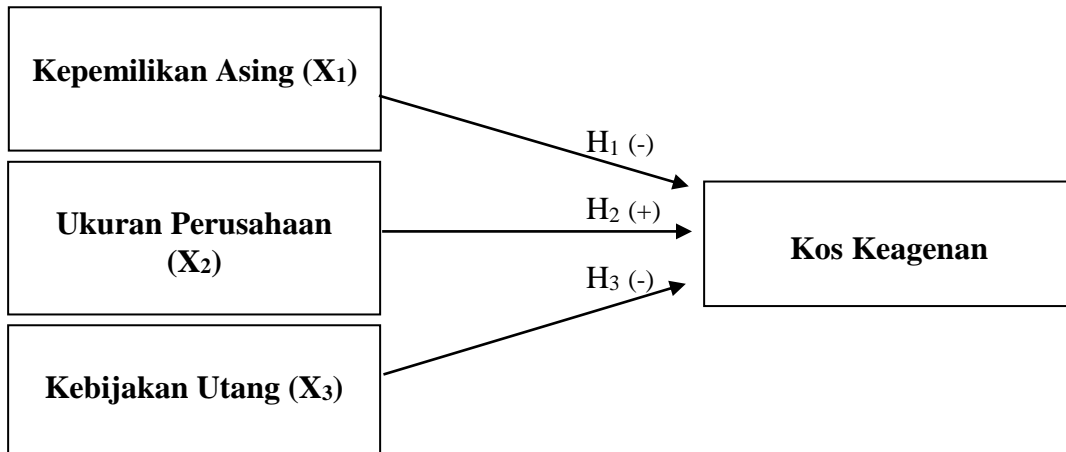 Kepemilikan Asing (X₁)
H₁ (-)
Ukuran Perusahaan
(X₂)
H₂ (+)
Kos Keagenan
H₃ (-)
Kebijakan Utang (X₃)